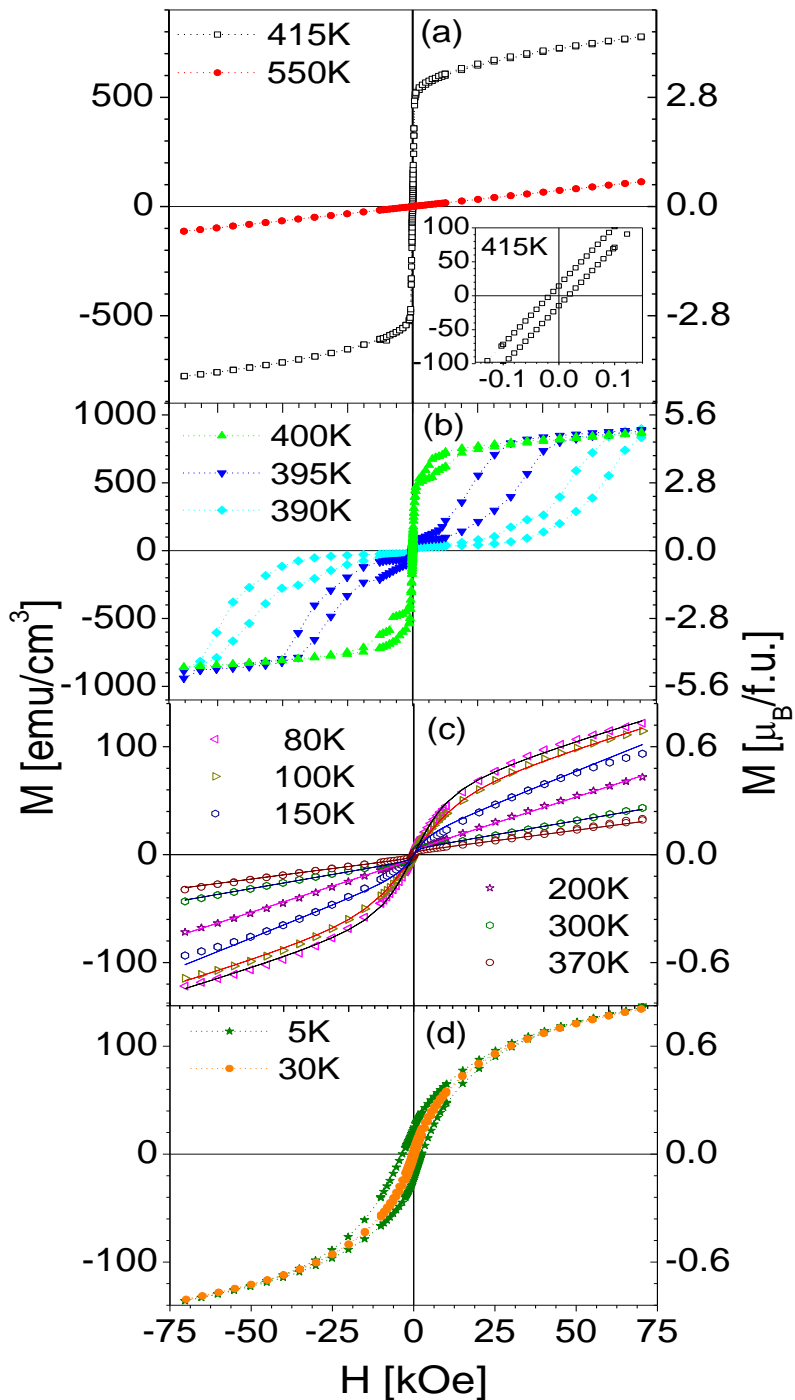 415K
550K
(a)
500
0
-500
2.8
0.0
-2.8
415K
100
50
0
-50
-100
-0.1 0.0 0.1
400K
395K
390K
(b)
1000
500
0
-500
-1000
5.6
2.8
0.0
-2.8
-5.6
M [emu/cm³]
M [μ_B/f.u.]
80K
100K
150K
(c)
200K
300K
370K
100
0
-100
0.6
0.0
-0.6
5K
30K
(d)
100
0
-100
0.6
0.0
-0.6
-75 -50 -25 0 25 50 75
H [kOe]